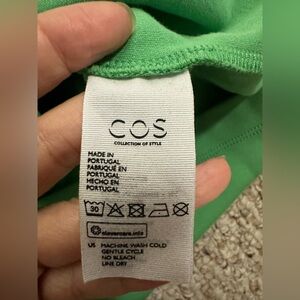 COS
COLLECTION OF STYLE
MADE IN
PORTUGAL
FABRIQUÉ EN
PORTUGAL
HECHO EN
PORTUGAL
30
clevercare.info
US MACHINE WASH COLD
GENTLE CYCLE
NO BLEACH
LINE DRY